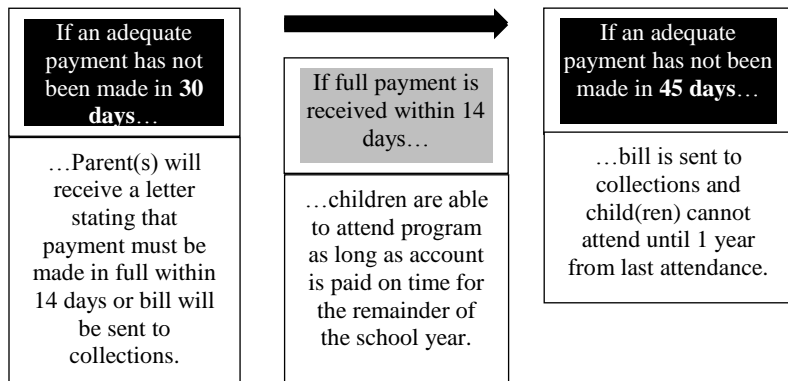 If an adequate
payment has not
been made in 30
days…
…Parent(s) will
receive a letter
stating that
payment must be
made in full within
14 days or bill will
be sent to
collections.
If full payment is
received within 14
days…
…children are able
to attend program
as long as account
is paid on time for
the remainder of
the school year.
If an adequate
payment has not been
made in 45 days…
…bill is sent to
collections and
child(ren) cannot
attend until 1 year
from last attendance.